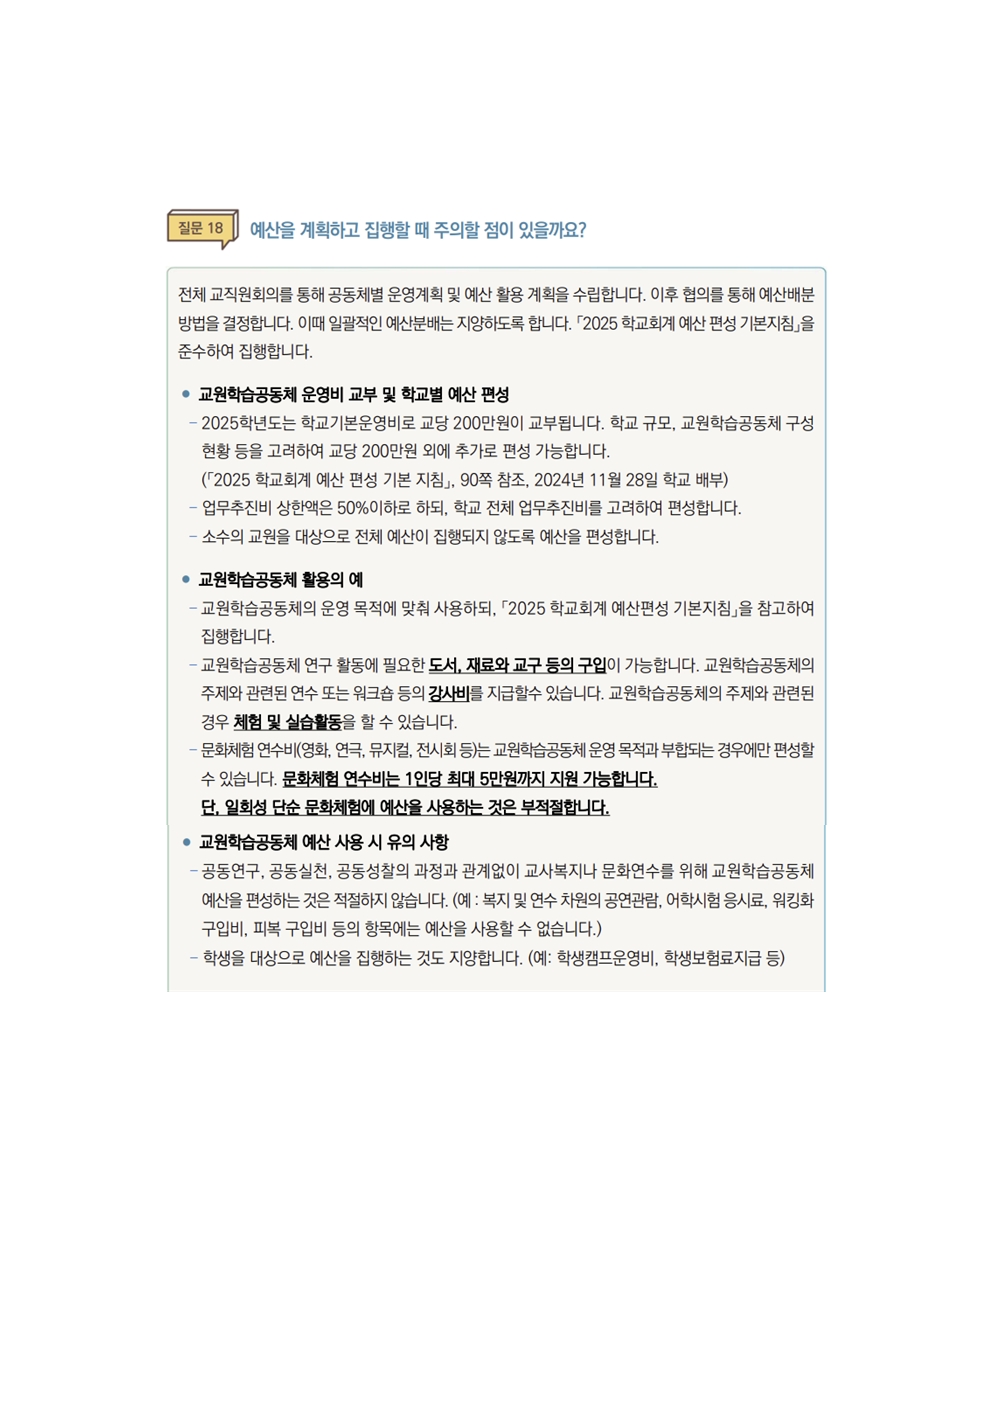 질문 18
예산을 계획하고 집행할 때 주의할 점이 있을까요?
전체 교직원회의를 통해 공동체별 운영계획 및 예산 활용 계획을 수립합니다. 이후 협의를 통해 예산배분
방법을 결정합니다. 이때 일괄적인 예산분배는 지양하도록 합니다. 「2025 학교회계 예산 편성 기본지침」을
준수하여 집행합니다.
● 교원학습공동체 운영비 교부 및 학교별 예산 편성
- 2025학년도는 학교기본운영비로 교당 200만원이 교부됩니다. 학교 규모, 교원학습공동체 구성
현황 등을 고려하여 교당 200만원 외에 추가로 편성 가능합니다.
(「2025 학교회계 예산 편성 기본 지침」, 90쪽 참조, 2024년 11월 28일 학교 배부)
- 업무추진비 상한액은 50%이하로 하되, 학교 전체 업무추진비를 고려하여 편성합니다.
- 소수의 교원을 대상으로 전체 예산이 집행되지 않도록 예산을 편성합니다.
● 교원학습공동체 활용의 예
- 교원학습공동체의 운영 목적에 맞춰 사용하되, 「2025 학교회계 예산편성 기본지침」을 참고하여
집행합니다.
- 교원학습공동체 연구 활동에 필요한 도서, 재료와 교구 등의 구입이 가능합니다. 교원학습공동체의
주제와 관련된 연수 또는 워크숍 등의 강사비를 지급할수 있습니다. 교원학습공동체의 주제와 관련된
경우 체험 및 실습활동을 할 수 있습니다.
- 문화체험 연수비(영화, 연극, 뮤지컬, 전시회 등)는 교원학습공동체 운영 목적과 부합되는 경우에만 편성할
수 있습니다. 문화체험 연수비는 1인당 최대 5만원까지 지원 가능합니다.
단, 일회성 단순 문화체험에 예산을 사용하는 것은 부적절합니다.
● 교원학습공동체 예산 사용 시 유의 사항
- 공동연구, 공동실천, 공동성찰의 과정과 관계없이 교사복지나 문화연수를 위해 교원학습공동체
예산을 편성하는 것은 적절하지 않습니다. (예 : 복지 및 연수 차원의 공연관람, 어학시험 응시료, 워킹화
구입비, 피복 구입비 등의 항목에는 예산을 사용할 수 없습니다.)
- 학생을 대상으로 예산을 집행하는 것도 지양합니다. (예: 학생캠프운영비, 학생보험료지급 등)